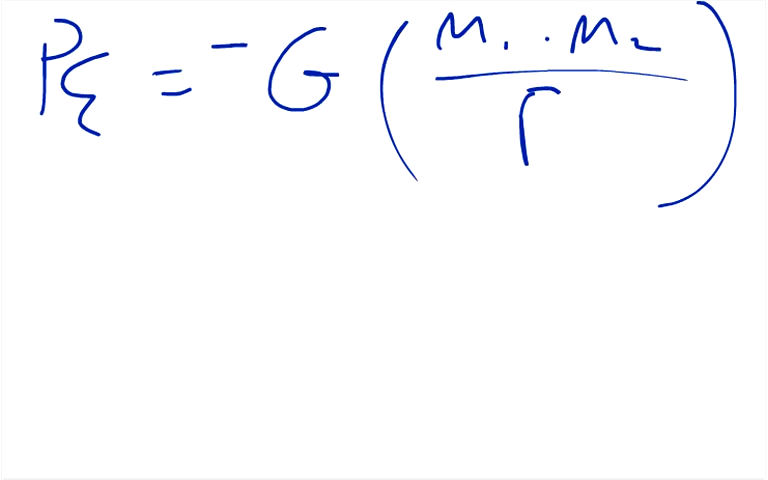 PE = -G (M₁ · M₂ / r)